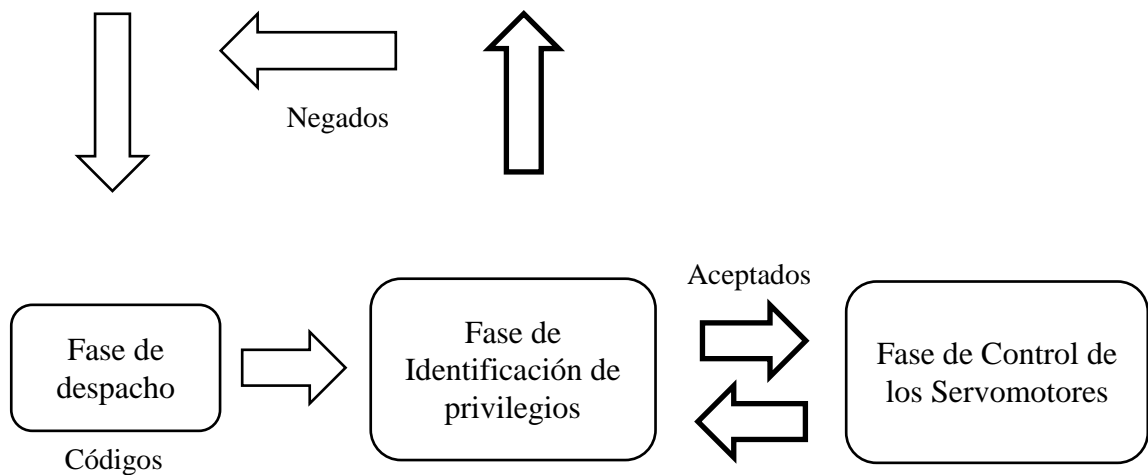 Negados
Aceptados
Fase de
despacho
Códigos
Fase de
Identificación de
privilegios
Fase de Control de
los Servomotores